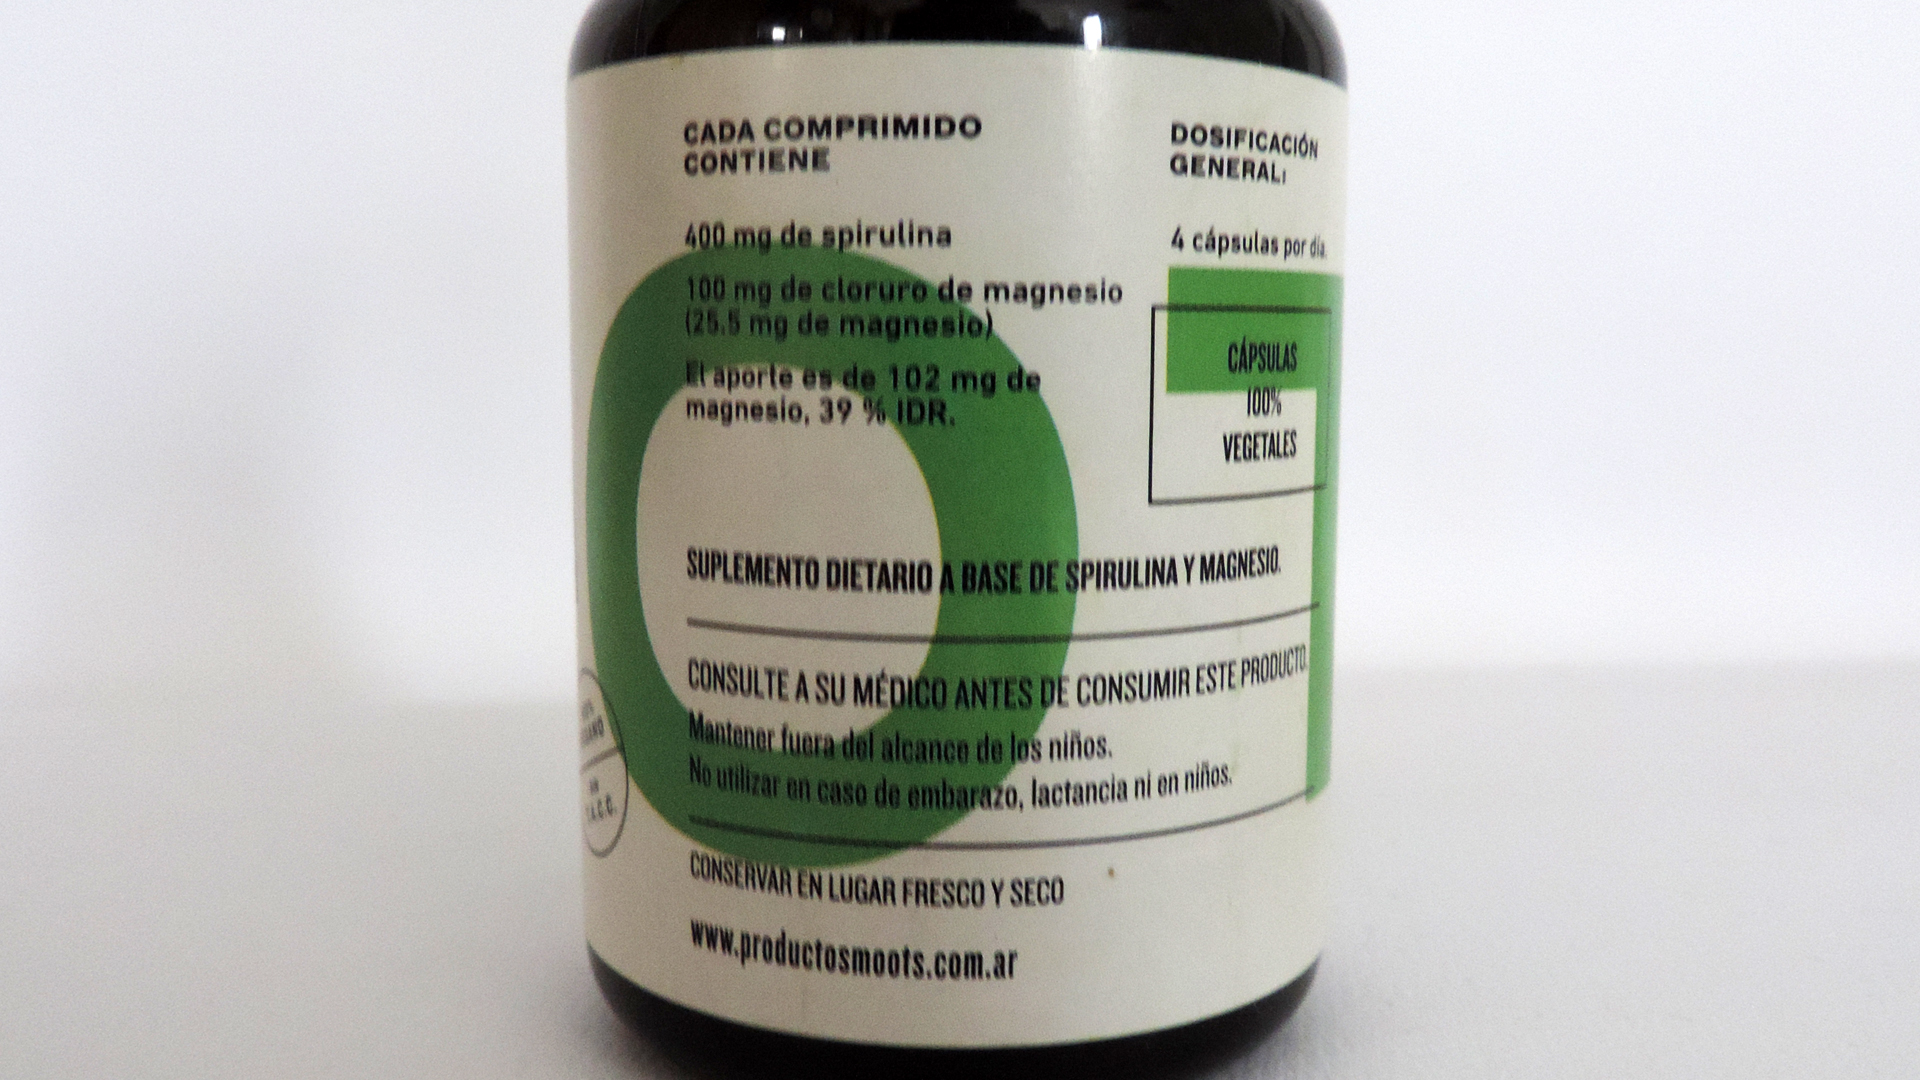 CADA COMPRIMIDO
CONTIENE
400 mg de spirulina
100 mg de cloruro de magnesio
(25.5 mg de magnesio)
El aporte es de 102 mg de
magnesio, 39 % IDR.
DOSIFICACIÓN
GENERAL:
4 cápsulas por día.
CÁPSULAS
100%
VEGETALES
SUPLEMENTO DIETARIO A BASE DE SPIRULINA Y MAGNESIO.
CONSULTE A SU MÉDICO ANTES DE CONSUMIR ESTE PRODUCTO.
Mantener fuera del alcance de los niños.
No utilizar en caso de embarazo, lactancia ni en niños.
CONSERVAR EN LUGAR FRESCO Y SECO
www.productosmoots.com.ar